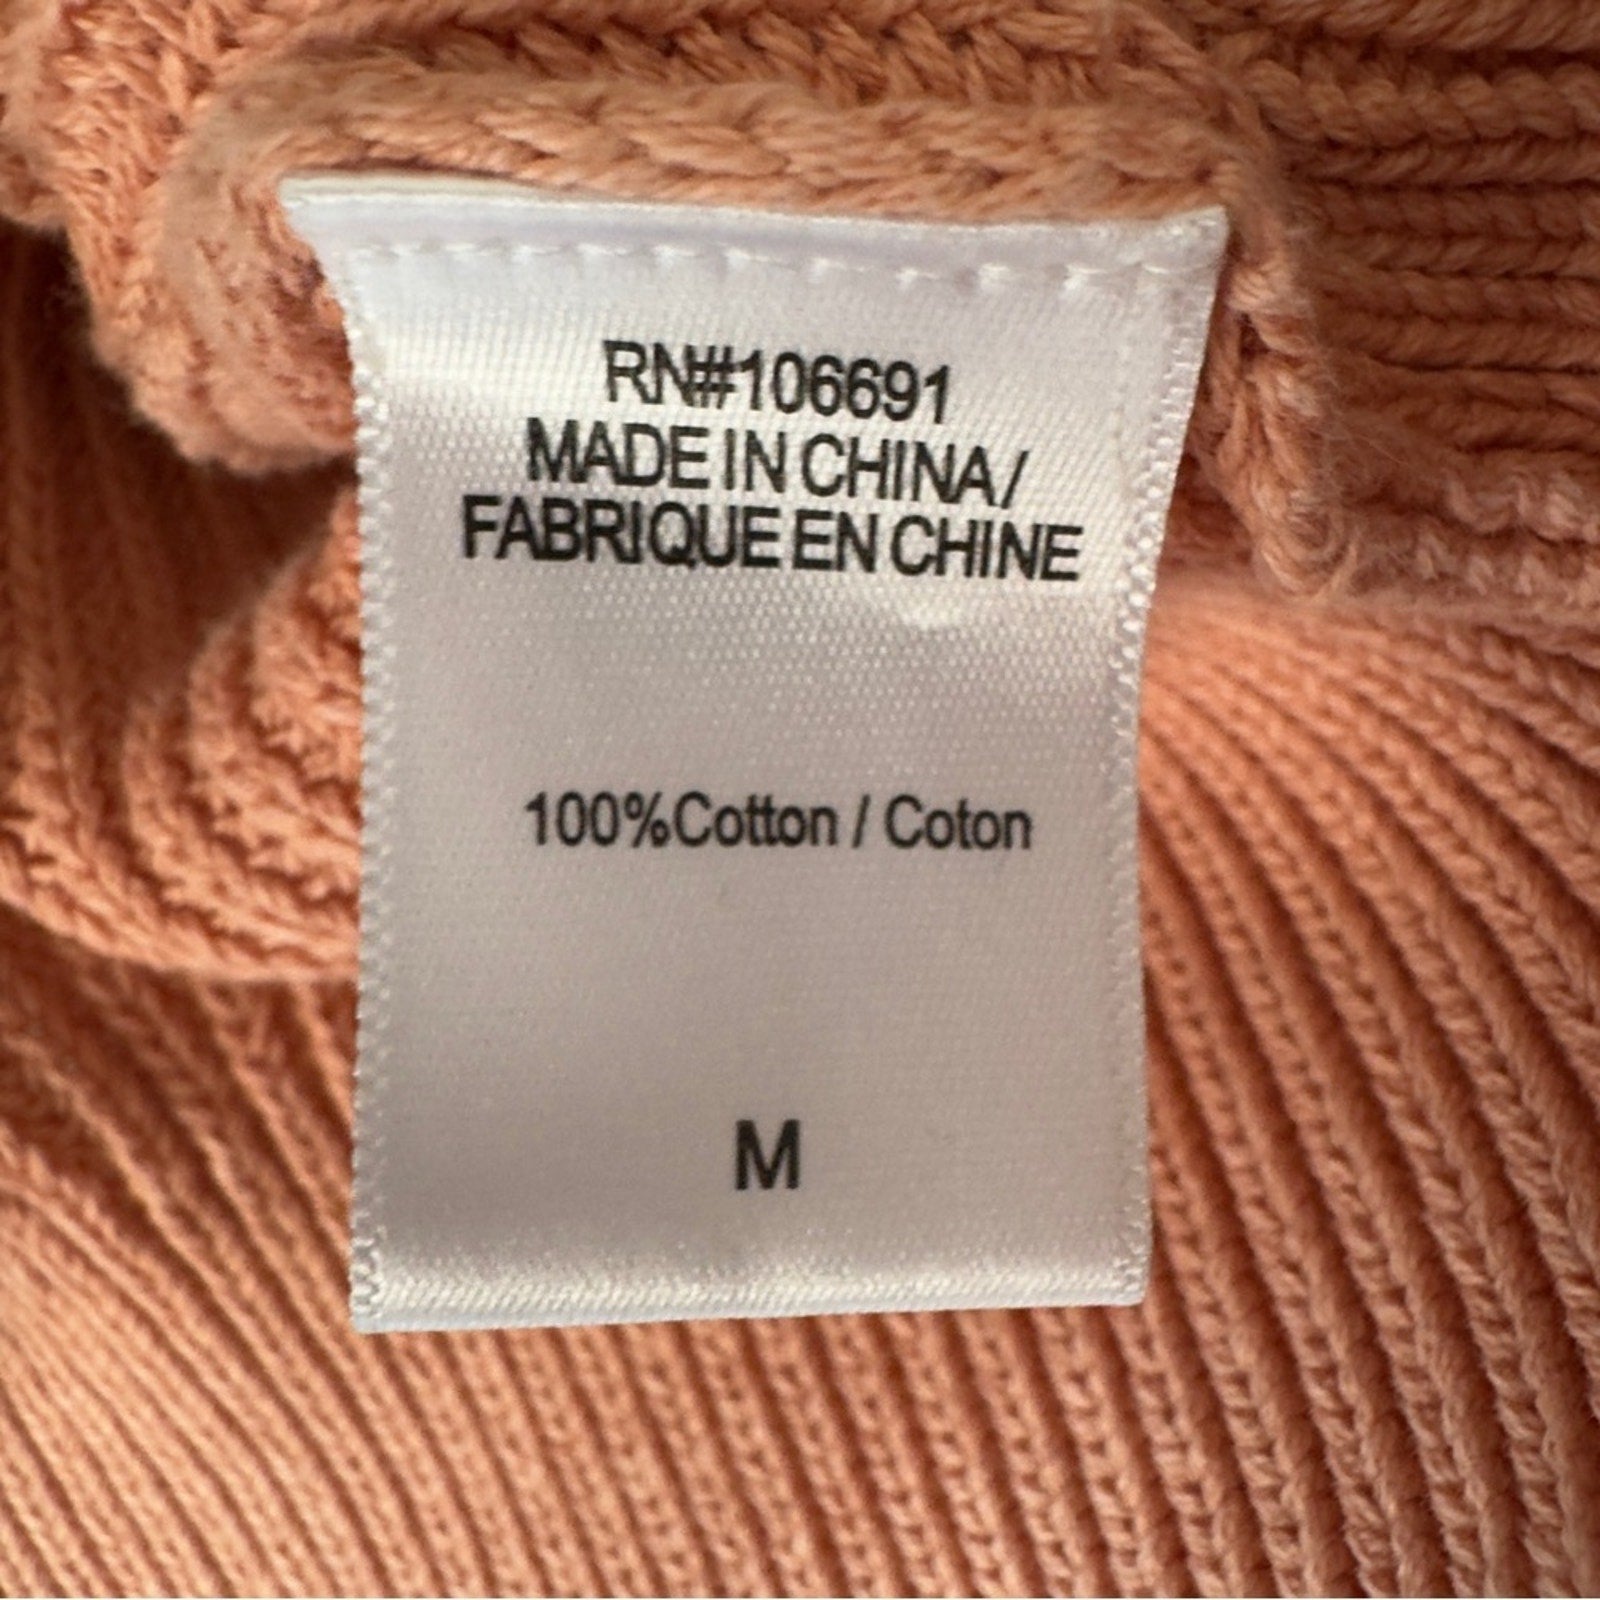 RN#106691
MADE IN CHINA/
FABRIQUE EN CHINE
100%Cotton / Coton
M